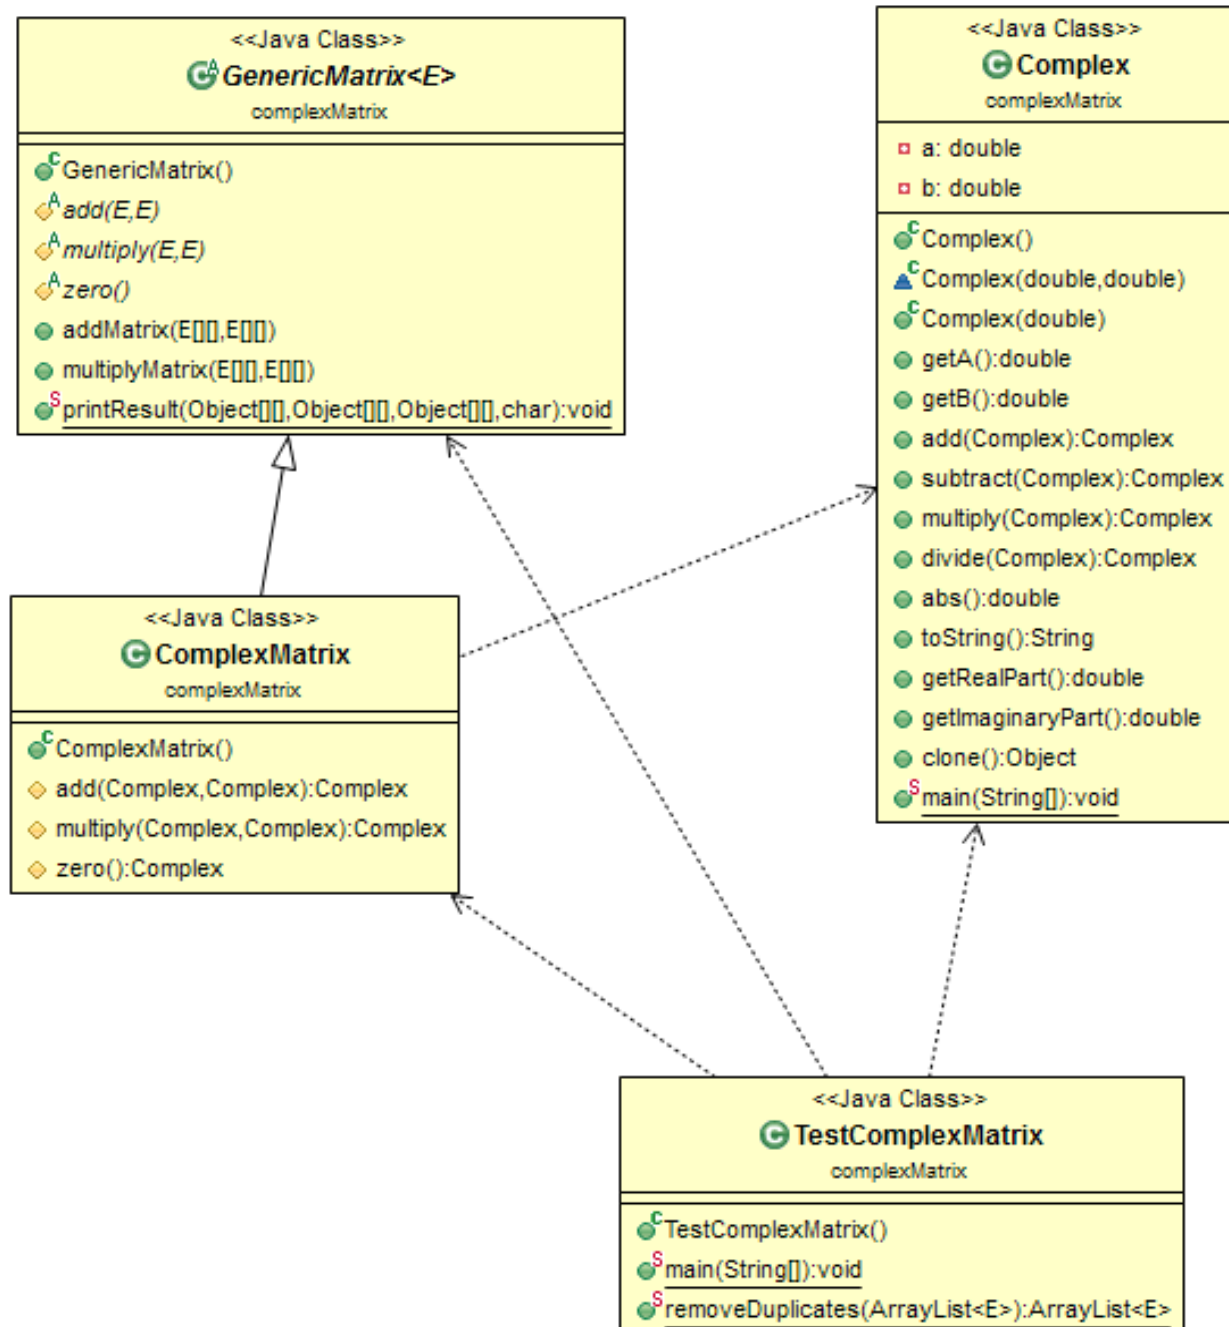 <<Java Class>>
GenericMatrix<E>
complexMatrix
GenericMatrix()
add(E,E)
multiply(E,E)
zero()
addMatrix(E[][],E[][])
multiplyMatrix(E[][],E[][])
printResult(Object[][],Object[][],Object[][],char):void
<<Java Class>>
Complex
complexMatrix
a: double
b: double
Complex()
Complex(double,double)
Complex(double)
getA():double
getB():double
add(Complex):Complex
subtract(Complex):Complex
multiply(Complex):Complex
divide(Complex):Complex
abs():double
toString():String
getRealPart():double
getImaginaryPart():double
clone():Object
main(String[]):void
<<Java Class>>
ComplexMatrix
complexMatrix
ComplexMatrix()
add(Complex,Complex):Complex
multiply(Complex,Complex):Complex
zero():Complex
<<Java Class>>
TestComplexMatrix
complexMatrix
TestComplexMatrix()
main(String[]):void
removeDuplicates(ArrayList<E>):ArrayList<E>